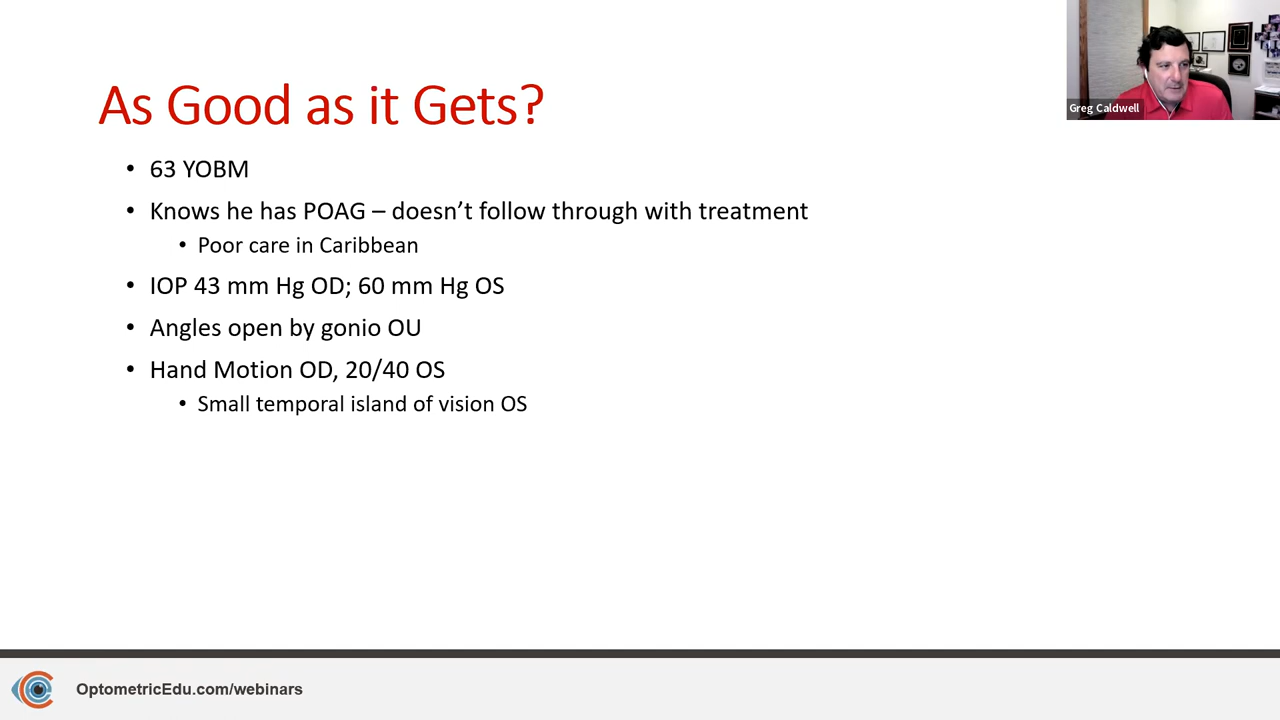 As Good as it Gets?
• 63 YOBM
• Knows he has POAG – doesn’t follow through with treatment
• Poor care in Caribbean
• IOP 43 mm Hg OD; 60 mm Hg OS
• Angles open by gonio OU
• Hand Motion OD, 20/40 OS
• Small temporal island of vision OS
Greg Caldwell
OptometricEdu.com/webinars